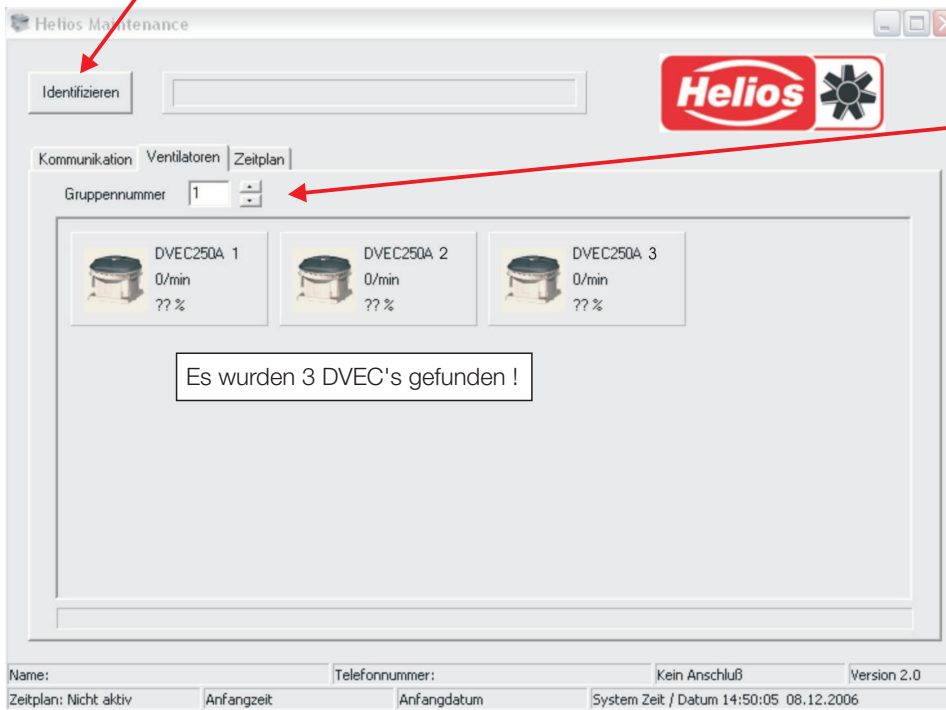 Helios Maintenance
Identifizieren
Helios
Kommunikation Ventilatoren Zeitplan
Gruppennummer 1
DVEC250A 1 DVEC250A 2 DVEC250A 3
0/min 0/min 0/min
?? % ?? % ?? %
Es wurden 3 DVEC's gefunden !
Name: Telefonnummer: Kein Anschluß Version 2.0
Zeitplan: Nicht aktiv Anfangzeit Anfangdatum System Zeit / Datum 14:50:05 08.12.2006